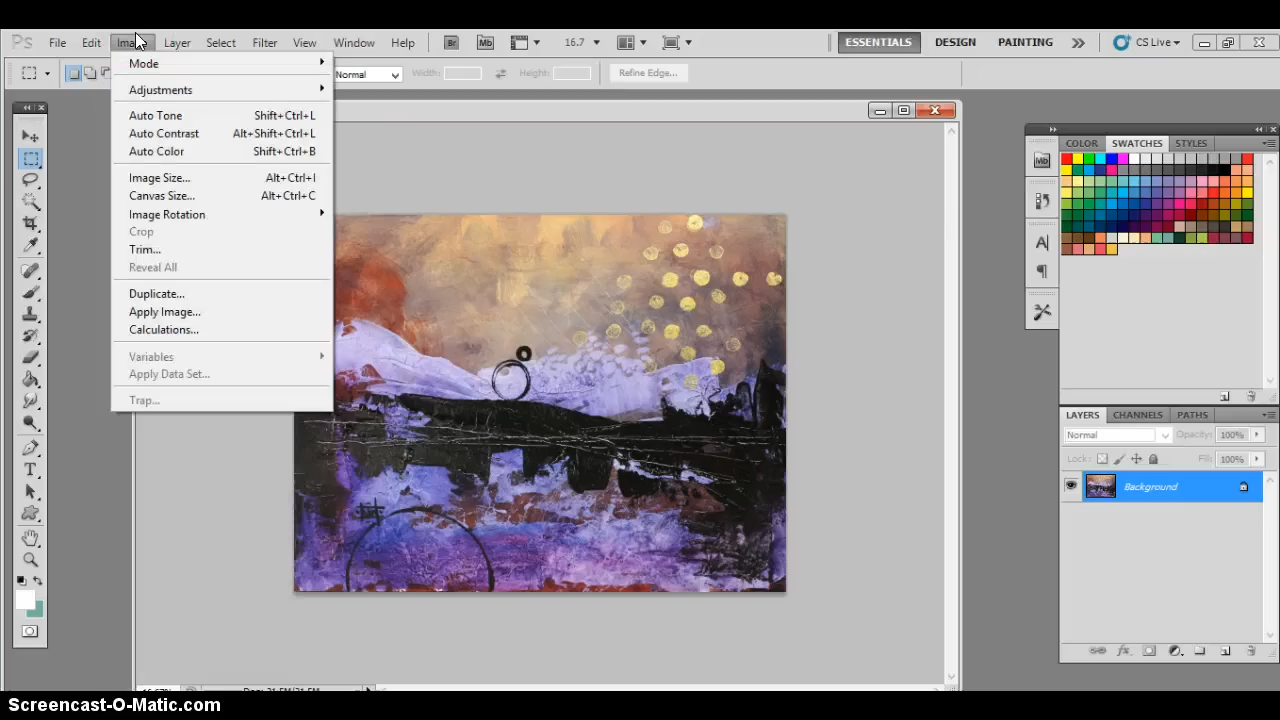 Ps File Edit Image Layer Select Filter View Window Help Br Mb 16.7 ESSENTIALS DESIGN PAINTING CS Live
Normal Width: Height: Refine Edge...
Mode
Adjustments
Auto Tone Shift+Ctrl+L
Auto Contrast Alt+Shift+Ctrl+L
Auto Color Shift+Ctrl+B
Image Size... Alt+Ctrl+I
Canvas Size... Alt+Ctrl+C
Image Rotation
Crop
Trim...
Reveal All
Duplicate...
Apply Image...
Calculations...
Variables
Apply Data Set...
Trap...
COLOR SWATCHES STYLES
Mb
LAYERS CHANNELS PATHS
Normal Opacity: 100%
Lock: Fill: 100%
Background
Screencast-O-Matic.com